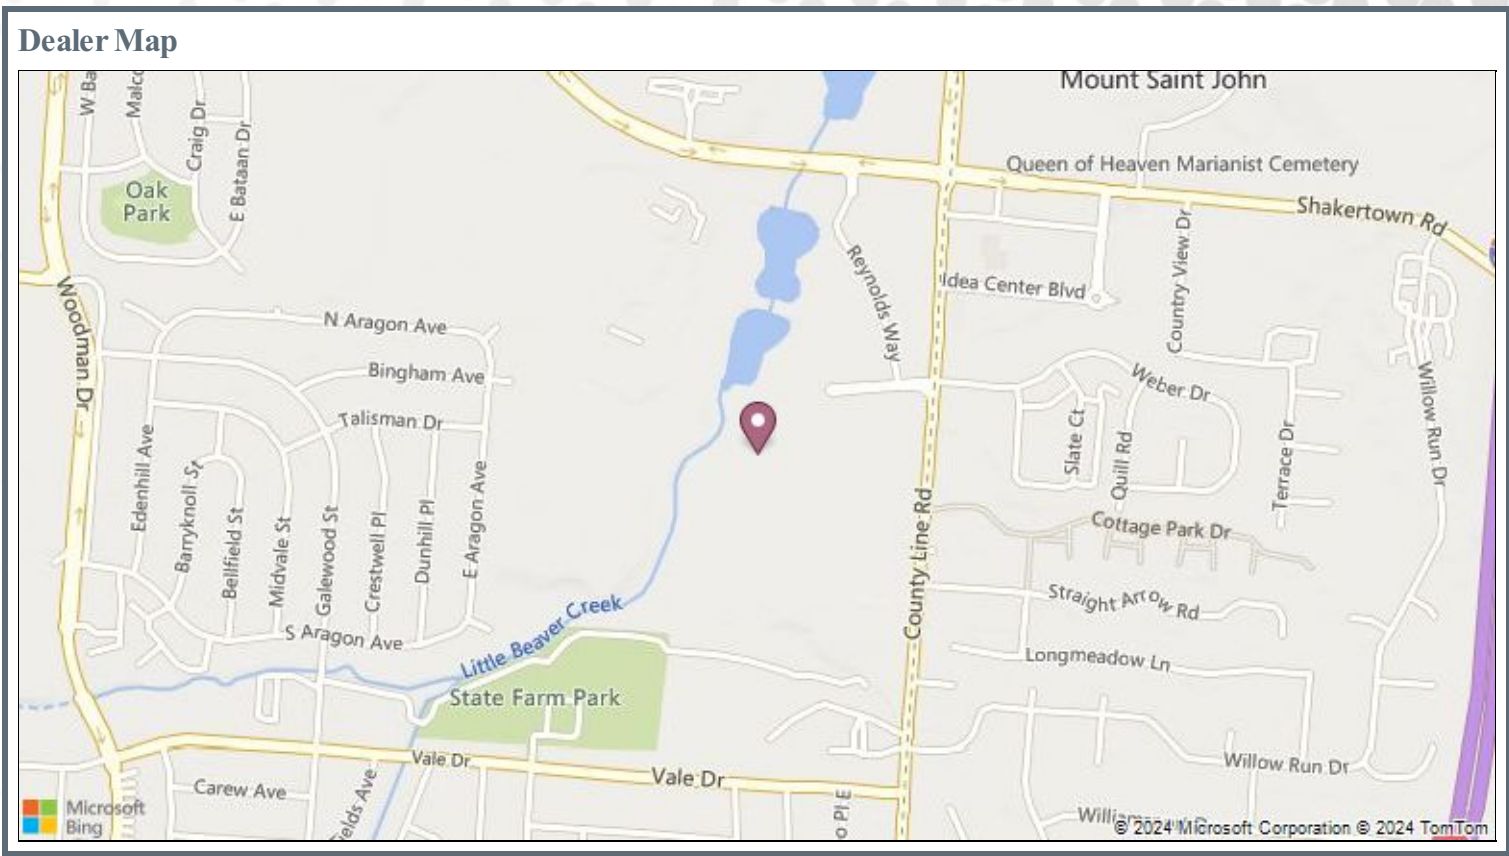 Dealer Map
Mount Saint John
W Ba
Malco
Craig Dr
E Bataan Dr
Oak
Park
Queen of Heaven Marianist Cemetery
Shakertown Rd
Woodman Dr
Reynolds Way
Idea Center Blvd
Country View Dr
N Aragon Ave
Bingham Ave
Talisman Dr
Weber Dr
Willow Run Dr
Edenhill Ave
Barryknoll St
Bellfield St
Midvale St
Galewood St
Crestwell Pl
Dunhill Pl
E Aragon Ave
Slate Ct
Quill Rd
Terrace Dr
County Line Rd
Cottage Park Dr
Straight Arrow Rd
S Aragon Ave
Little Beaver Creek
Longmeadow Ln
State Farm Park
Vale Dr
Vale Dr
Willow Run Dr
Carew Ave
elds Ave
o Pl E
Microsoft
Bing
© 2024 Microsoft Corporation © 2024 TomTom